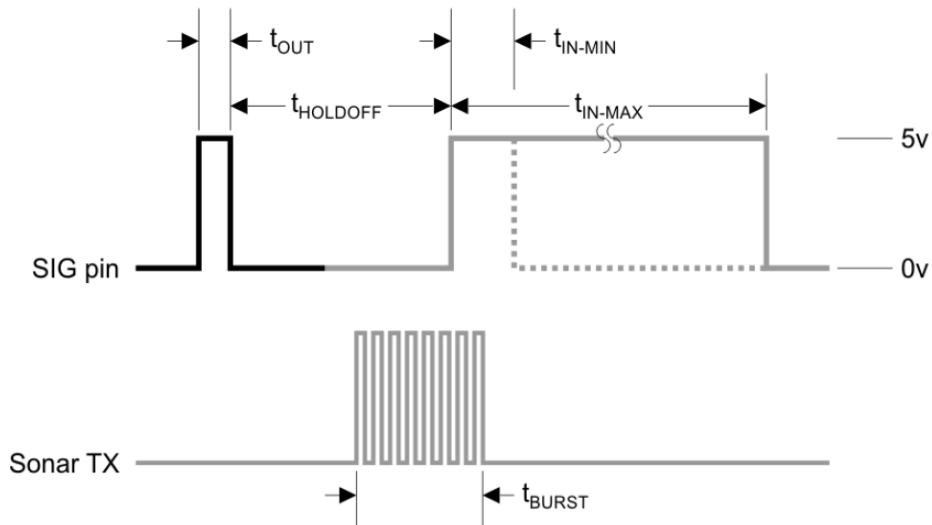 tOUT
tIN-MIN
tHOLDOFF
tIN-MAX
5v
SIG pin
0v
Sonar TX
tBURST